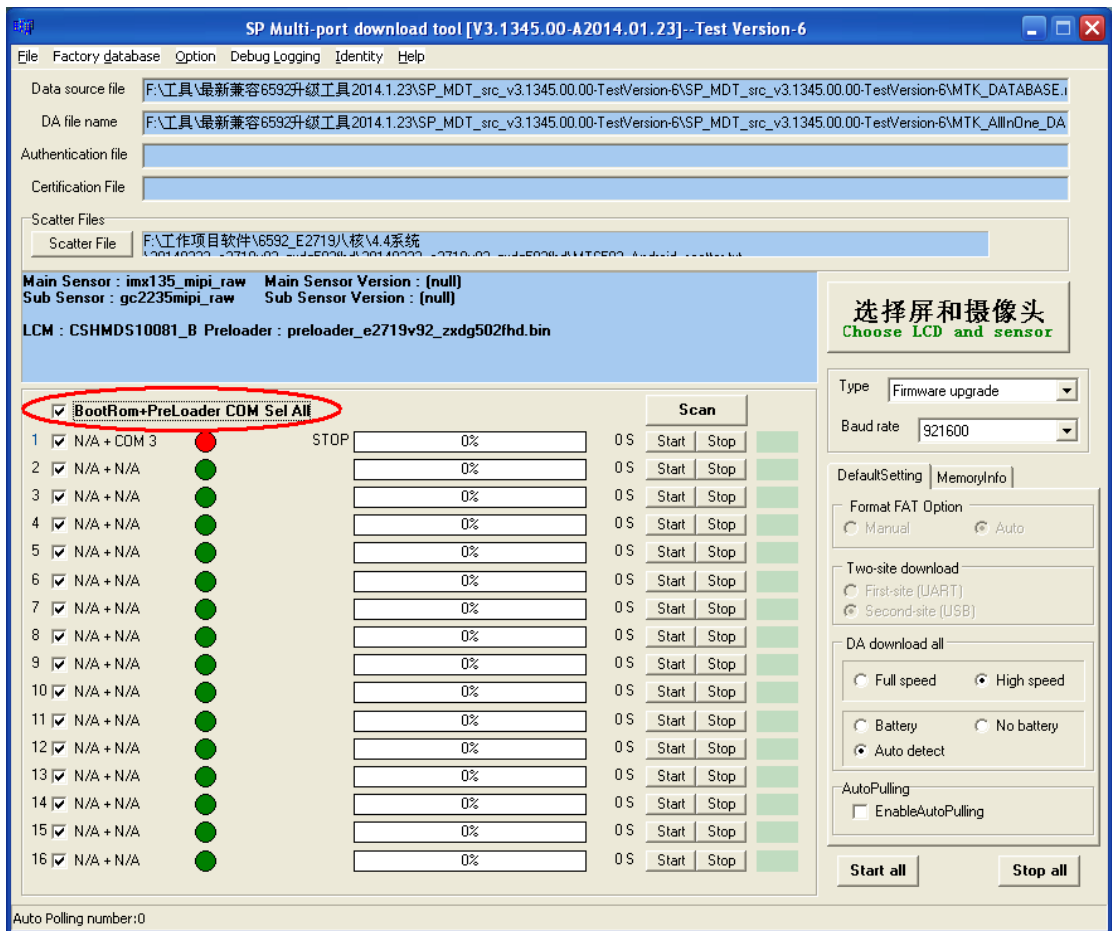 SP Multi-port download tool [V3.1345.00-A2014.01.23]--Test Version-6
File Factory database Option Debug Logging Identity Help
Data source file F:\工具\最新兼容6592升级工具2014.1.23\SP_MDT_src_v3.1345.00.00-TestVersion-6\SP_MDT_src_v3.1345.00.00-TestVersion-6\MTK_DATABASE.
DA file name F:\工具\最新兼容6592升级工具2014.1.23\SP_MDT_src_v3.1345.00.00-TestVersion-6\SP_MDT_src_v3.1345.00.00-TestVersion-6\MTK_AllInOne_DA
Authentication file
Certification File
Scatter Files
Scatter File F:\工作项目软件\6592_E2719八核\4.4系统
Main Sensor : imx135_mipi_raw Main Sensor Version : (null)
Sub Sensor : gc2235mipi_raw Sub Sensor Version : (null)
LCM : CSHMDS10081_B Preloader : preloader_e2719v92_zxdg502fhd.bin
选择屏和摄像头
Choose LCD and sensor
BootRom+PreLoader COM Sel All Scan
1 N/A + COM 3 STOP 0% 0 S Start Stop
2 N/A + N/A 0% 0 S Start Stop
3 N/A + N/A 0% 0 S Start Stop
4 N/A + N/A 0% 0 S Start Stop
5 N/A + N/A 0% 0 S Start Stop
6 N/A + N/A 0% 0 S Start Stop
7 N/A + N/A 0% 0 S Start Stop
8 N/A + N/A 0% 0 S Start Stop
9 N/A + N/A 0% 0 S Start Stop
10 N/A + N/A 0% 0 S Start Stop
11 N/A + N/A 0% 0 S Start Stop
12 N/A + N/A 0% 0 S Start Stop
13 N/A + N/A 0% 0 S Start Stop
14 N/A + N/A 0% 0 S Start Stop
15 N/A + N/A 0% 0 S Start Stop
16 N/A + N/A 0% 0 S Start Stop
Type Firmware upgrade
Baud rate 921600
DefaultSetting MemoryInfo
Format FAT Option
Manual Auto
Two-site download
First-site (UART)
Second-site (USB)
DA download all
Full speed High speed
Battery No battery
Auto detect
AutoPulling
EnableAutoPulling
Start all Stop all
Auto Polling number:0